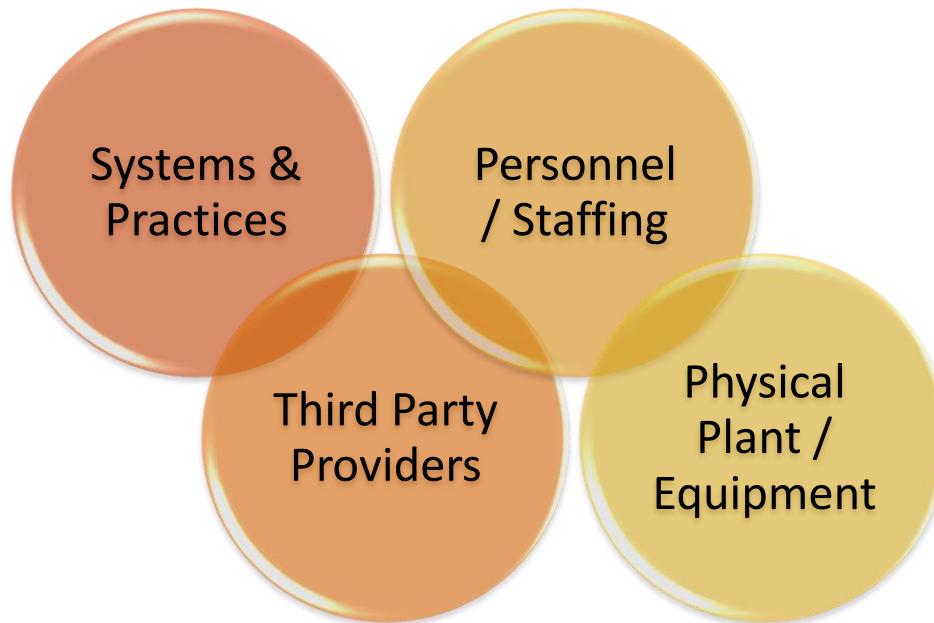 Systems &
Practices
Personnel
/ Staffing
Third Party
Providers
Physical
Plant /
Equipment